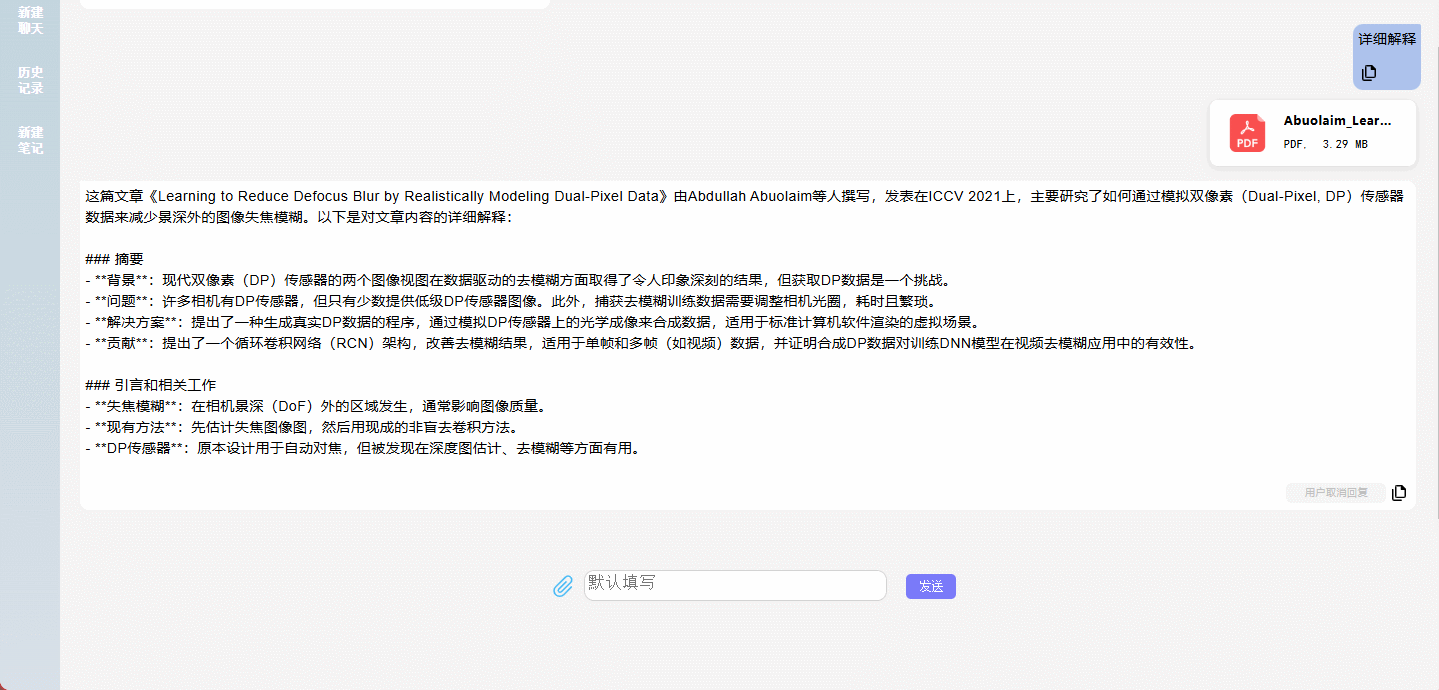 新建
聊天
历史
记录
新建
笔记
详细解释
PDF
Abuolaim_Lear...
PDF, 3.29 MB
这篇文章《Learning to Reduce Defocus Blur by Realistically Modeling Dual-Pixel Data》由Abdullah Abuolaim等人撰写，发表在ICCV 2021上，主要研究了如何通过模拟双像素（Dual-Pixel, DP）传感器
数据来减少景深外的图像失焦模糊。以下是对文章内容的详细解释：
### 摘要
- **背景**：现代双像素（DP）传感器的两个图像视图在数据驱动的去模糊方面取得了令人印象深刻的结果，但获取DP数据是一个挑战。
- **问题**：许多相机有DP传感器，但只有少数提供低级DP传感器图像。此外，捕获去模糊训练数据需要调整相机光圈，耗时且繁琐。
- **解决方案**：提出了一种生成真实DP数据的程序，通过模拟DP传感器上的光学成像来合成数据，适用于标准计算机软件渲染的虚拟场景。
- **贡献**：提出了一个循环卷积网络（RCN）架构，改善去模糊结果，适用于单帧和多帧（如视频）数据，并证明合成DP数据对训练DNN模型在视频去模糊应用中的有效性。
### 引言和相关工作
- **失焦模糊**：在相机景深（DoF）外的区域发生，通常影响图像质量。
- **现有方法**：先估计失焦图像图，然后用现成的非盲去卷积方法。
- **DP传感器**：原本设计用于自动对焦，但被发现在深度图估计、去模糊等方面有用。
用户取消回复
默认填写
发送